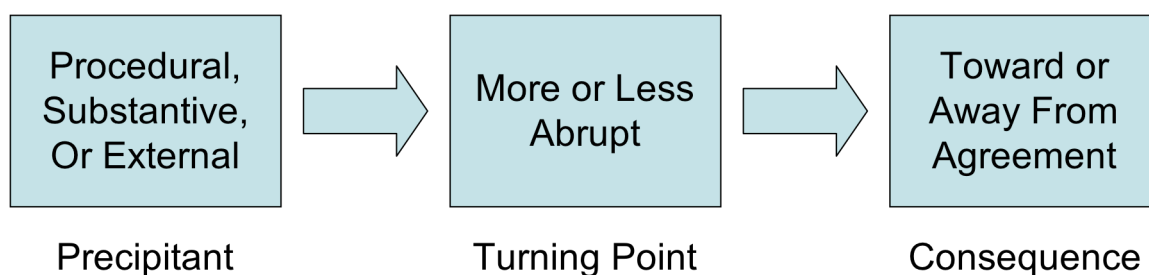 Procedural,
Substantive,
Or External
More or Less
Abrupt
Toward or
Away From
Agreement
Precipitant
Turning Point
Consequence